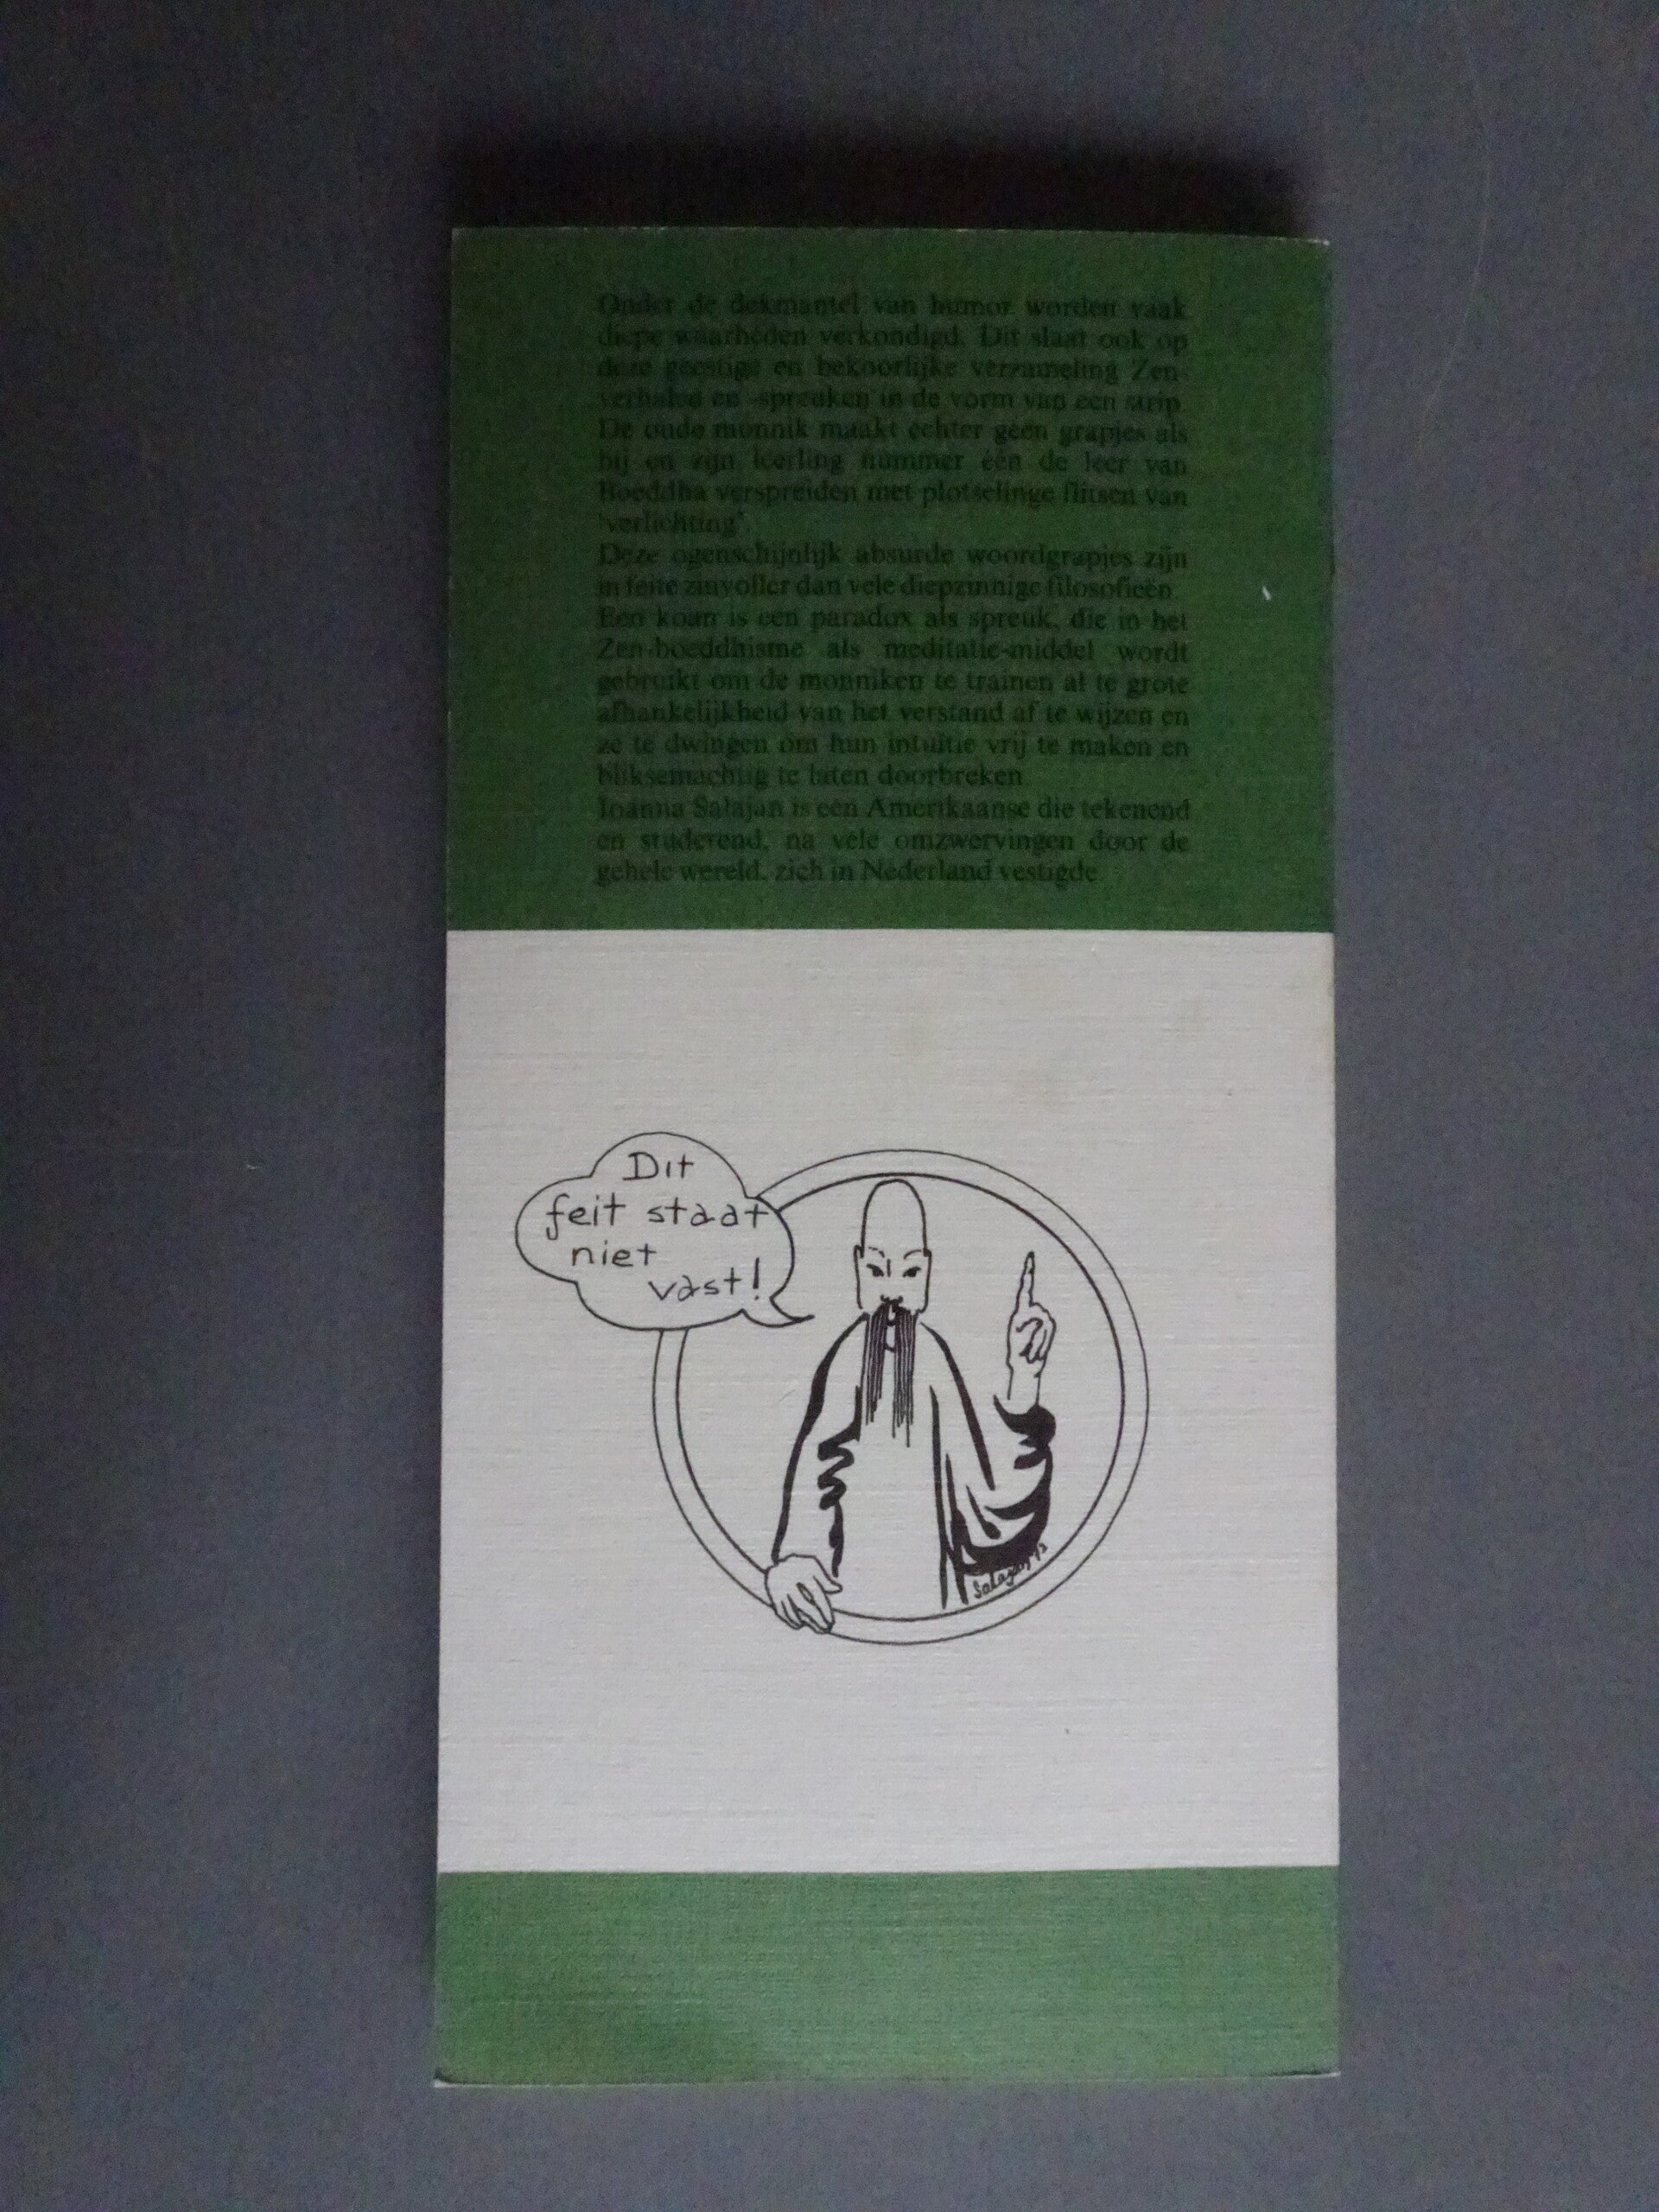 Onder de dekmantel van humor worden vaak
diepe waarheden verkondigd. Dit slaat ook op
deze geestige en bekoorlijke verzameling Zen-
verhalen en -spreuken in de vorm van een strip.
De oude monnik maakt echter geen grapjes als
hij en zijn leerling nummer één de leer van
Boeddha verspreiden met plotselinge flitsen van
'verlichting'.
Deze ogenschijnlijk absurde woordgrapjes zijn
in feite zinvoller dan vele diepzinnige filosofieën.
Een koan is een paradox als spreuk, die in het
Zen-boeddhisme als meditatie-middel wordt
gebruikt om de monniken te trainen al te grote
afhankelijkheid van het verstand af te wijzen en
ze te dwingen om hun intuïtie vrij te maken en
bliksemachtig te laten doorbreken.
Ioanna Salajan is een Amerikaanse die tekenend
en studerend, na vele omzwervingen door de
gehele wereld, zich in Nederland vestigde.
Dit
feit staat
niet
vast!
Salajan '73